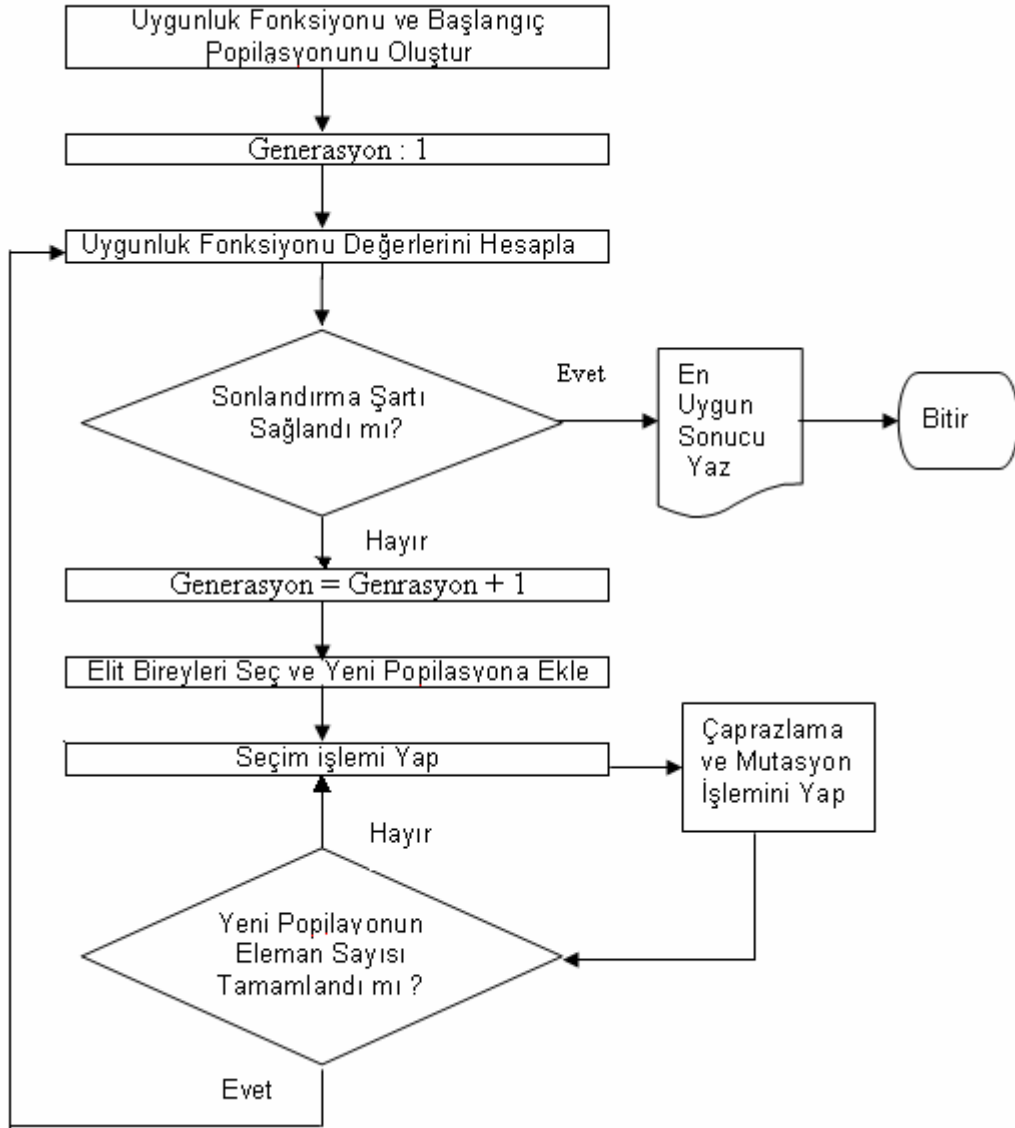 Uygunluk Fonksiyonu ve Başlangıç
Popilasyonunu Oluştur
Generasyon : 1
Uygunluk Fonksiyonu Değerlerini Hesapla
Sonlandırma Şartı
Sağlandı mı?
Evet
En
Uygun
Sonucu
Yaz
Bitir
Hayır
Generasyon = Genrasyon + 1
Elit Bireyleri Seç ve Yeni Popilasyona Ekle
Seçim işlemi Yap
Çaprazlama
ve Mutasyon
İşlemini Yap
Hayır
Yeni Popilavonun
Eleman Sayısı
Tamamlandı mı ?
Evet